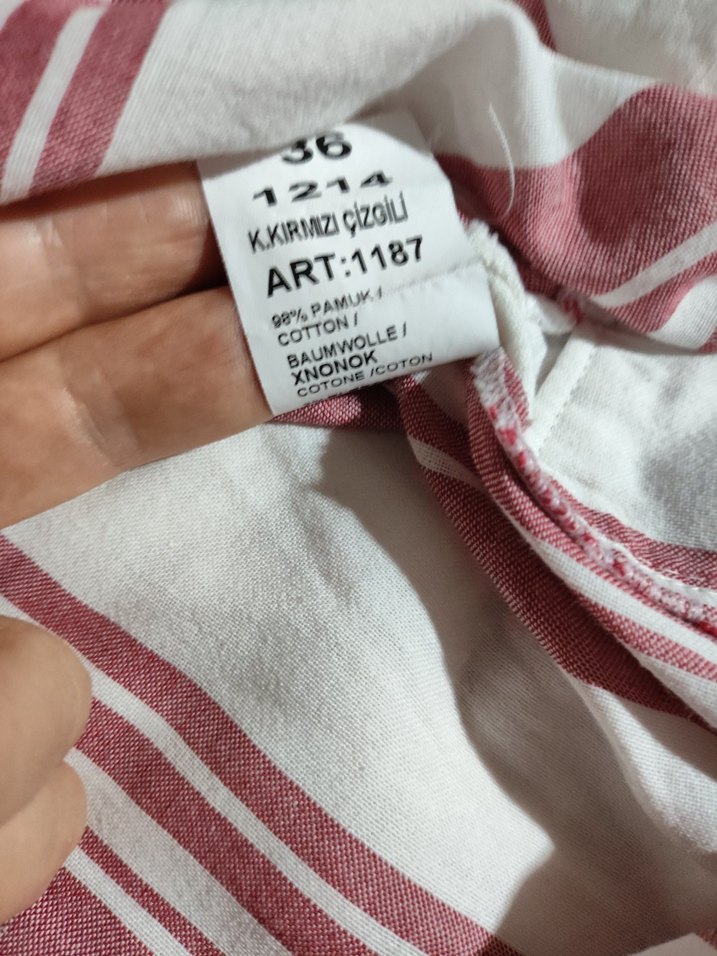 36
1214
K.KIRMIZI ÇİZGİLİ
ART:1187
98% PAMUK /
COTTON /
BAUMWOLLE /
XNONOK
COTONE /COTON